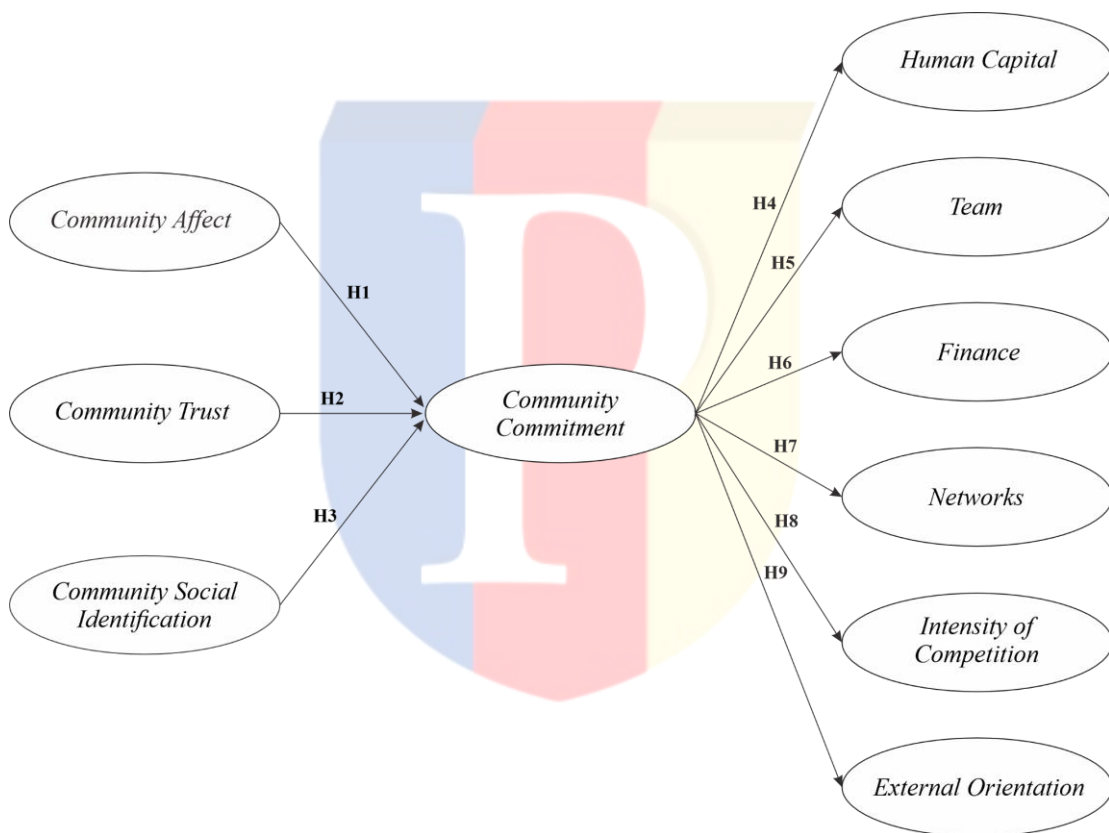 Human Capital
Community Affect
Team
H4
H5
H1
Finance
H6
Community Trust
H2
Community
Commitment
H7
Networks
H3
H8
H9
Community Social
Identification
Intensity of
Competition
External Orientation
P